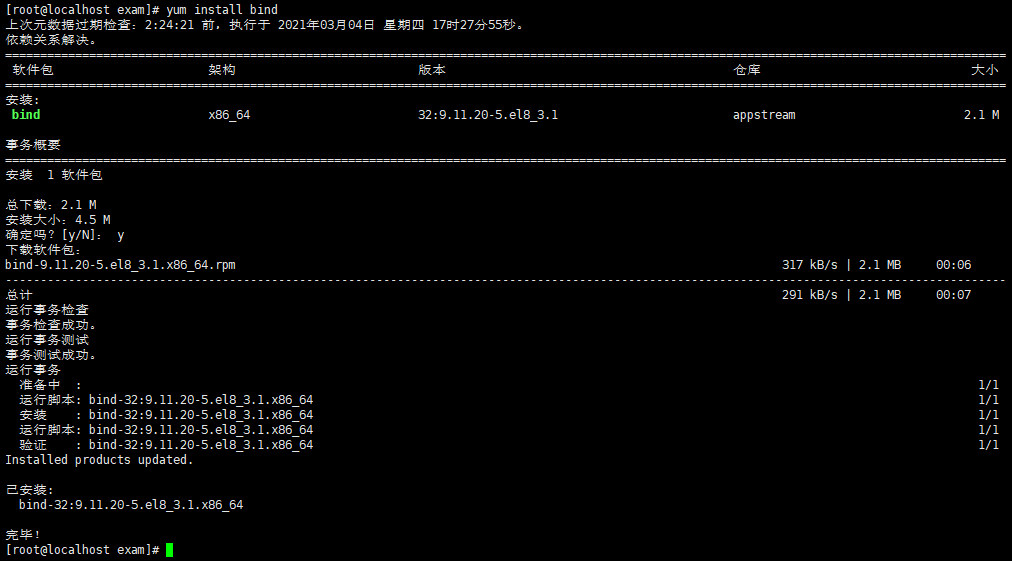 [root@localhost exam]# yum install bind
上次元数据过期检查：2:24:21 前，执行于 2021年03月04日 星期四 17时27分55秒。
依赖关系解决。
================================================================================
软件包 架构 版本 仓库 大小
================================================================================
安装:
bind x86_64 32:9.11.20-5.el8_3.1 appstream 2.1 M
事务概要
================================================================================
安装  1 软件包
总下载：2.1 M
安装大小：4.5 M
确定吗？[y/N]： y
下载软件包：
bind-9.11.20-5.el8_3.1.x86_64.rpm 317 kB/s | 2.1 MB 00:06
--------------------------------------------------------------------------------
总计 291 kB/s | 2.1 MB 00:07
运行事务检查
事务检查成功。
运行事务测试
事务测试成功。
运行事务
准备中  : 1/1
运行脚本: bind-32:9.11.20-5.el8_3.1.x86_64 1/1
安装    : bind-32:9.11.20-5.el8_3.1.x86_64 1/1
运行脚本: bind-32:9.11.20-5.el8_3.1.x86_64 1/1
验证    : bind-32:9.11.20-5.el8_3.1.x86_64 1/1
Installed products updated.
已安装:
bind-32:9.11.20-5.el8_3.1.x86_64
完毕！
[root@localhost exam]#